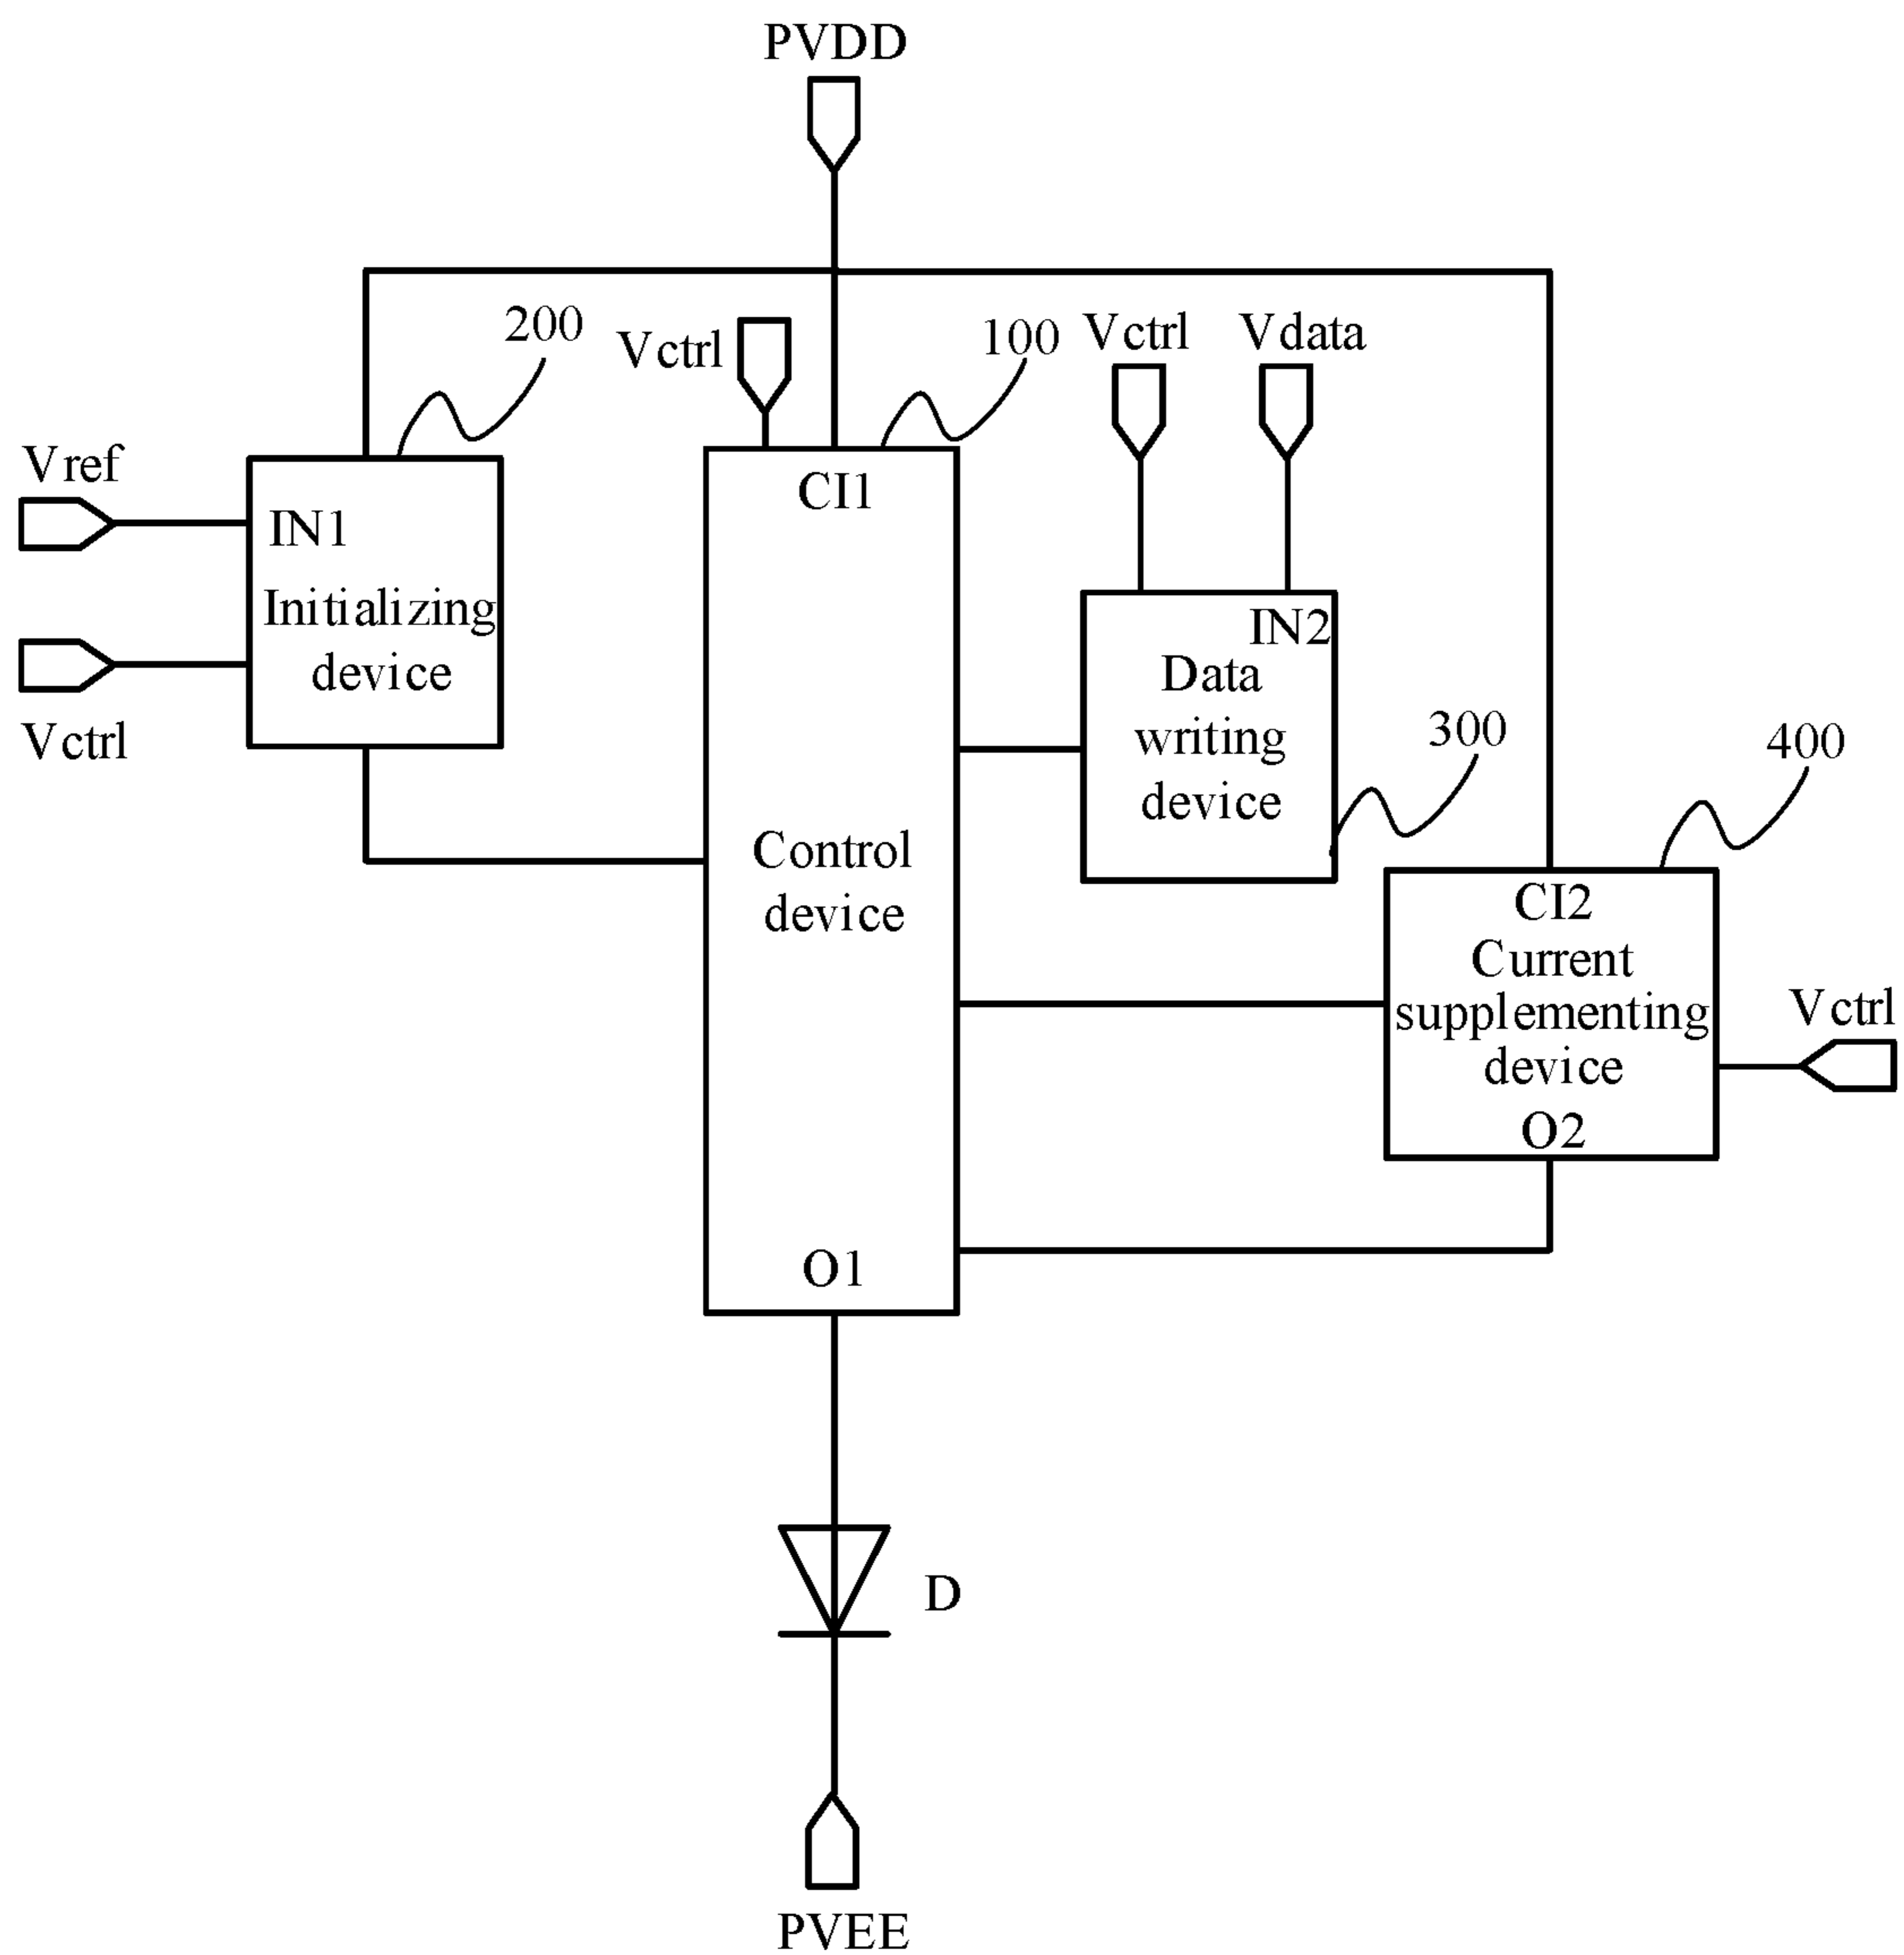 PVDD
200
Vctrl
100
Vctrl
Vdata
Vref
IN1
Initializing
device
Vctrl
CI1
Control
device
O1
IN2
Data
writing
device
300
400
CI2
Current
supplementing
device
O2
Vctrl
D
PVEE